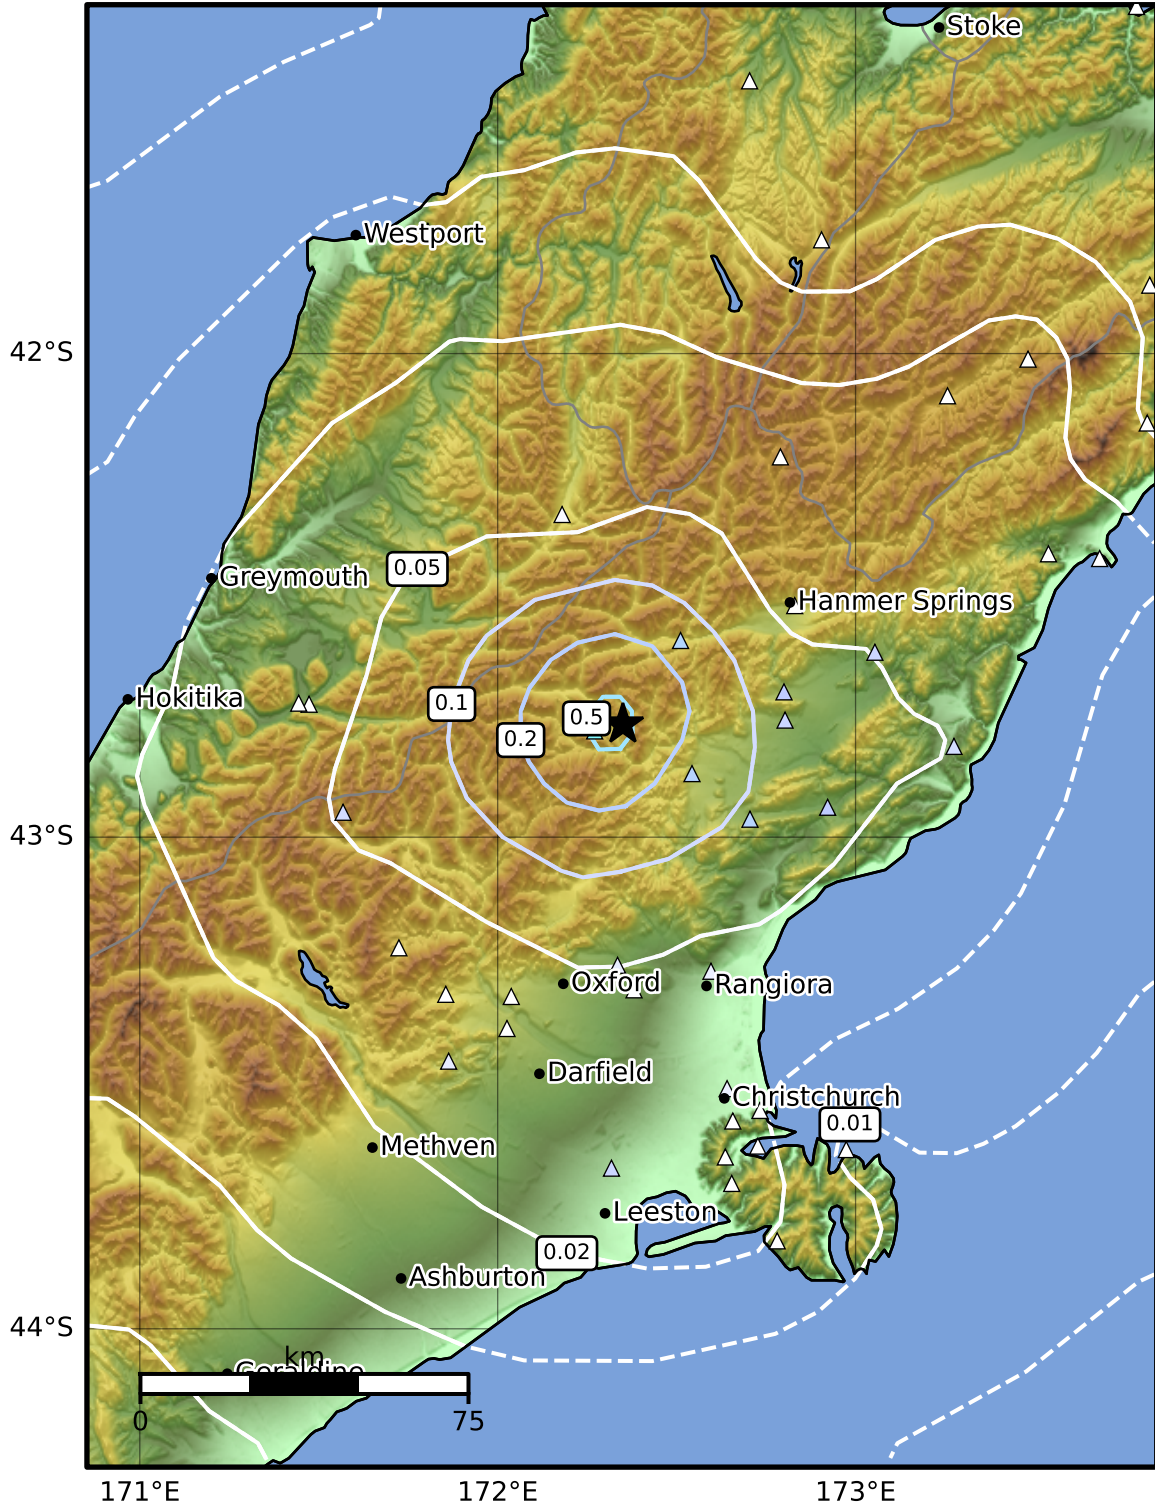 Stoke
Westport
42°S
0.05
Greymouth
Hanmer Springs
Hokitika
0.1
0.5
0.2
43°S
Oxford
Rangiora
Darfield
Christchurch
0.01
Methven
Leeston
0.02
Ashburton
44°S
km
Geraldine
0
75
171°E
172°E
173°E